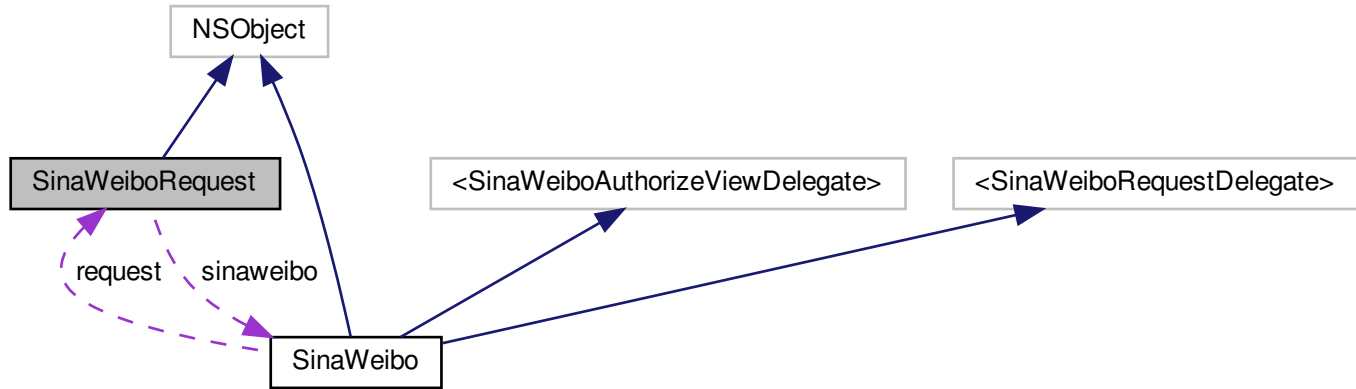 NSObject
SinaWeiboRequest
<SinaWeiboAuthorizeViewDelegate>
<SinaWeiboRequestDelegate>
request
sinaweibo
SinaWeibo